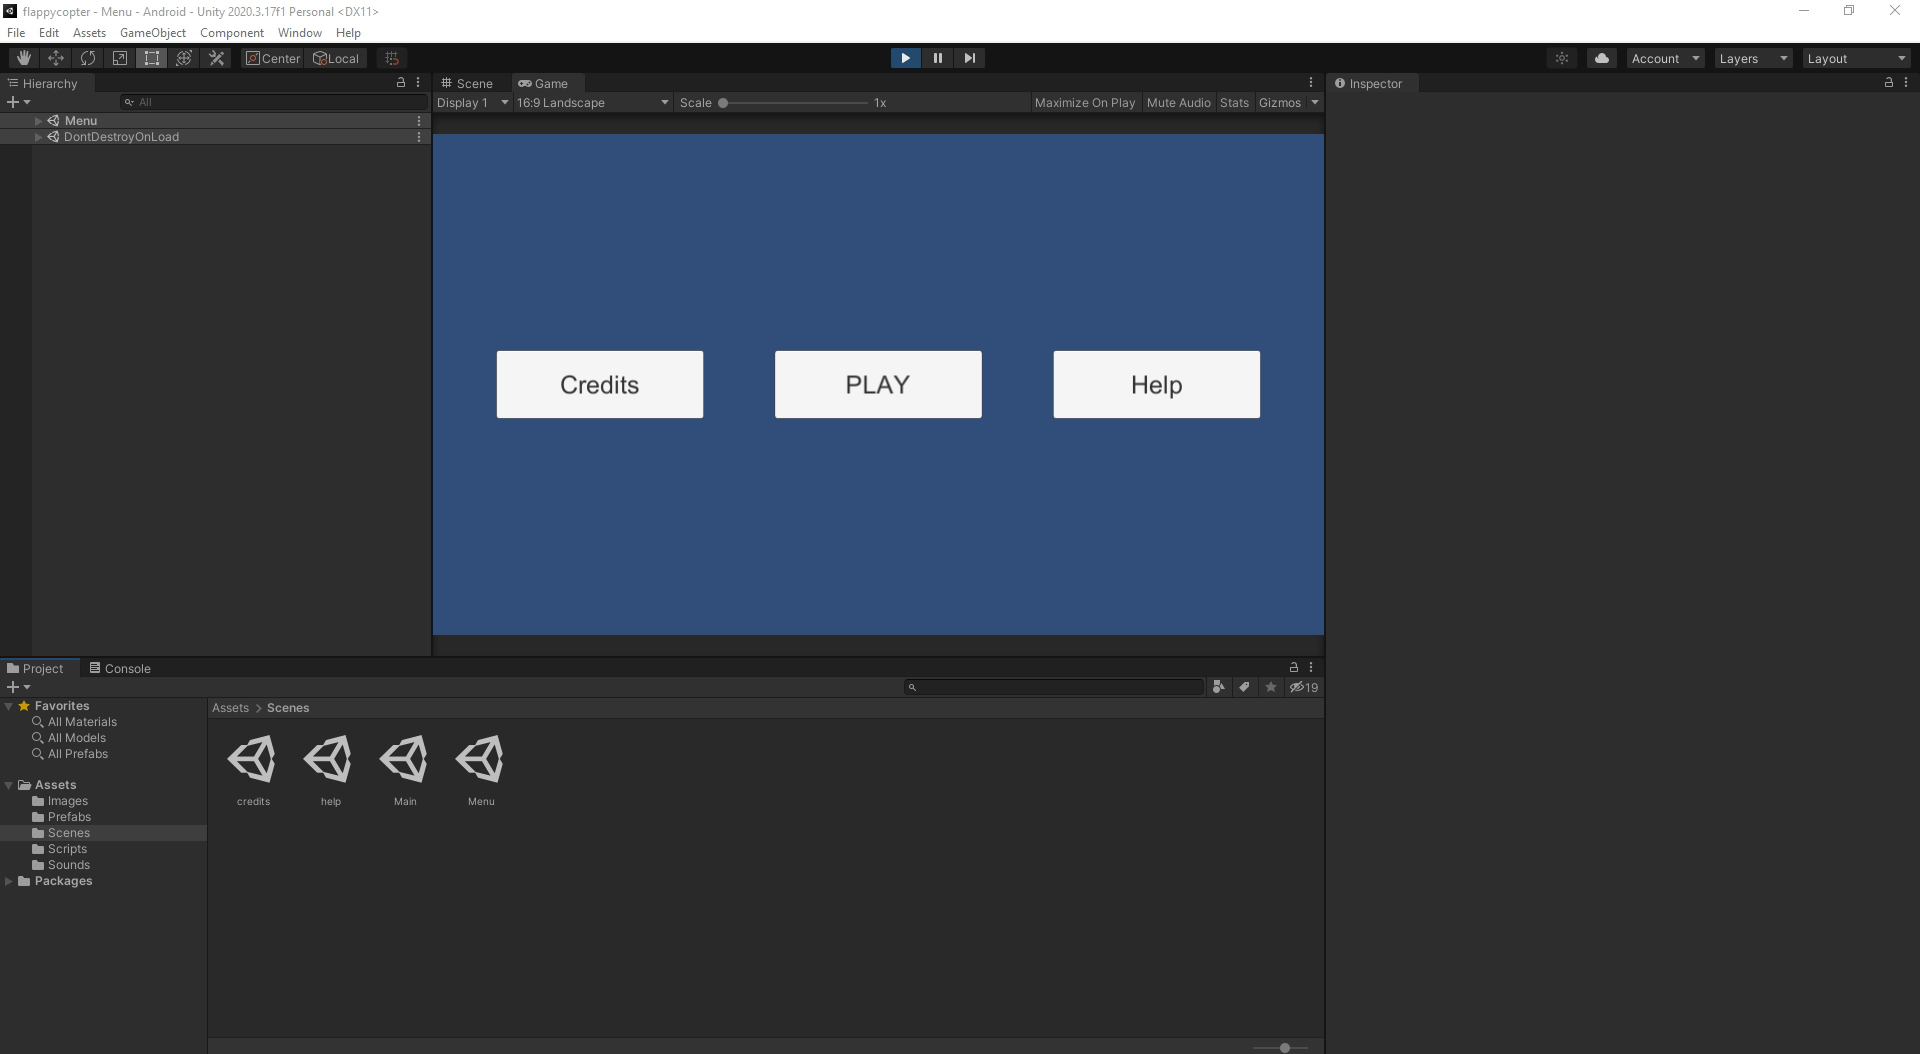 flappycopter - Menu - Android - Unity 2020.3.17f1 Personal <DX11>
File Edit Assets GameObject Component Window Help
Center Local Account Layers Layout
Hierarchy
All
Menu
DontDestroyOnLoad
Scene Game
Display 1 16:9 Landscape Scale 1x Maximize On Play Mute Audio Stats Gizmos
Credits PLAY Help
Inspector
Project Console
19
Favorites
All Materials
All Models
All Prefabs
Assets
Images
Prefabs
Scenes
Scripts
Sounds
Packages
Assets > Scenes
credits help Main Menu